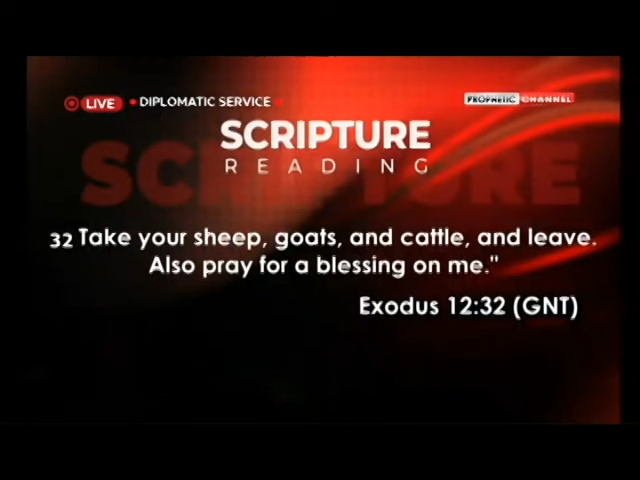 LIVE • DIPLOMATIC SERVICE
PROPHETIC CHANNEL
SCRIPTURE
SCRIPTURE
READING
32 Take your sheep, goats, and cattle, and leave.
Also pray for a blessing on me."
Exodus 12:32 (GNT)